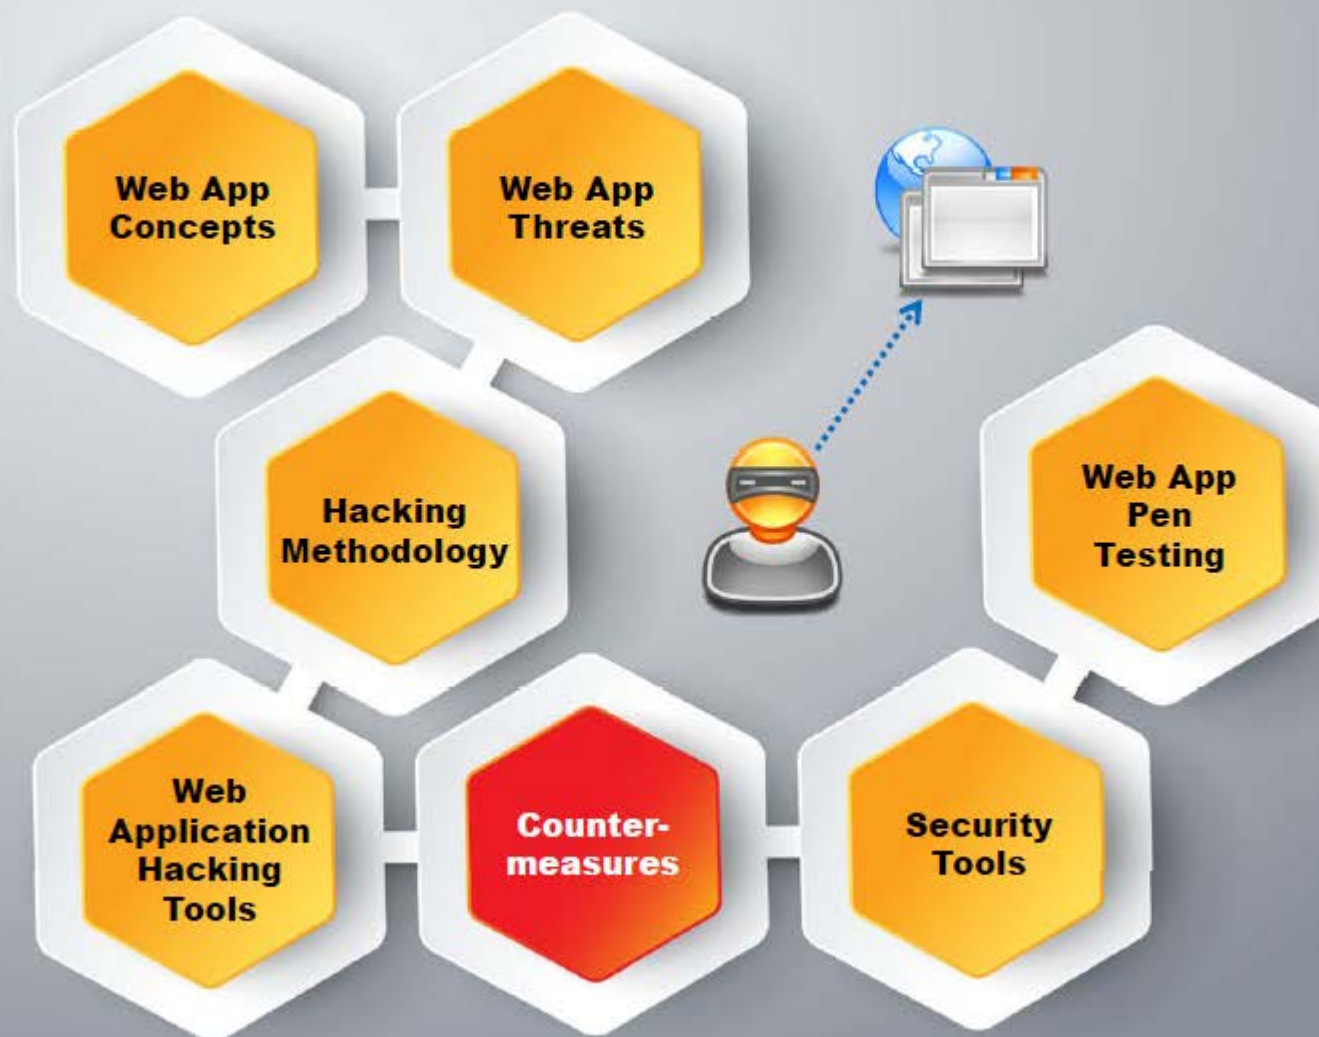 Web App
Concepts
Web App
Threats
Hacking
Methodology
Web App
Pen
Testing
Web
Application
Hacking
Tools
Counter-
measures
Security
Tools